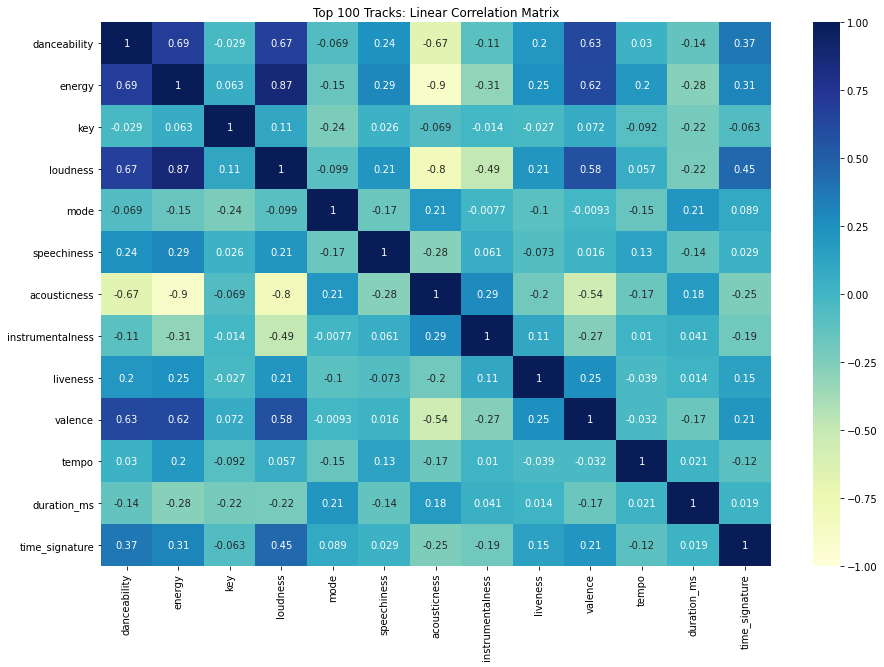 Top 100 Tracks: Linear Correlation Matrix
danceability 1 0.69 -0.029 0.67 -0.069 0.24 -0.67 -0.11 0.2 0.63 0.03 -0.14 0.37
energy 0.69 1 0.063 0.87 -0.15 0.29 -0.9 -0.31 0.25 0.62 0.2 -0.28 0.31
key -0.029 0.063 1 0.11 -0.24 0.026 -0.069 -0.014 -0.027 0.072 -0.092 -0.22 -0.063
loudness 0.67 0.87 0.11 1 -0.099 0.21 -0.8 -0.49 0.21 0.58 0.057 -0.22 0.45
mode -0.069 -0.15 -0.24 -0.099 1 -0.17 0.21 -0.0077 -0.1 -0.0093 -0.15 0.21 0.089
speechiness 0.24 0.29 0.026 0.21 -0.17 1 -0.28 0.061 -0.073 0.016 0.13 -0.14 0.029
acousticness -0.67 -0.9 -0.069 -0.8 0.21 -0.28 1 0.29 -0.2 -0.54 -0.17 0.18 -0.25
instrumentalness -0.11 -0.31 -0.014 -0.49 -0.0077 0.061 0.29 1 0.11 -0.27 0.01 0.041 -0.19
liveness 0.2 0.25 -0.027 0.21 -0.1 -0.073 -0.2 0.11 1 0.25 -0.039 0.014 0.15
valence 0.63 0.62 0.072 0.58 -0.0093 0.016 -0.54 -0.27 0.25 1 -0.032 -0.17 0.21
tempo 0.03 0.2 -0.092 0.057 -0.15 0.13 -0.17 0.01 -0.039 -0.032 1 0.021 -0.12
duration_ms -0.14 -0.28 -0.22 -0.22 0.21 -0.14 0.18 0.041 0.014 -0.17 0.021 1 0.019
time_signature 0.37 0.31 -0.063 0.45 0.089 0.029 -0.25 -0.19 0.15 0.21 -0.12 0.019 1
danceability
energy
key
loudness
mode
speechiness
acousticness
instrumentalness
liveness
valence
tempo
duration_ms
time_signature
1.00
0.75
0.50
0.25
0.00
−0.25
−0.50
−0.75
−1.00